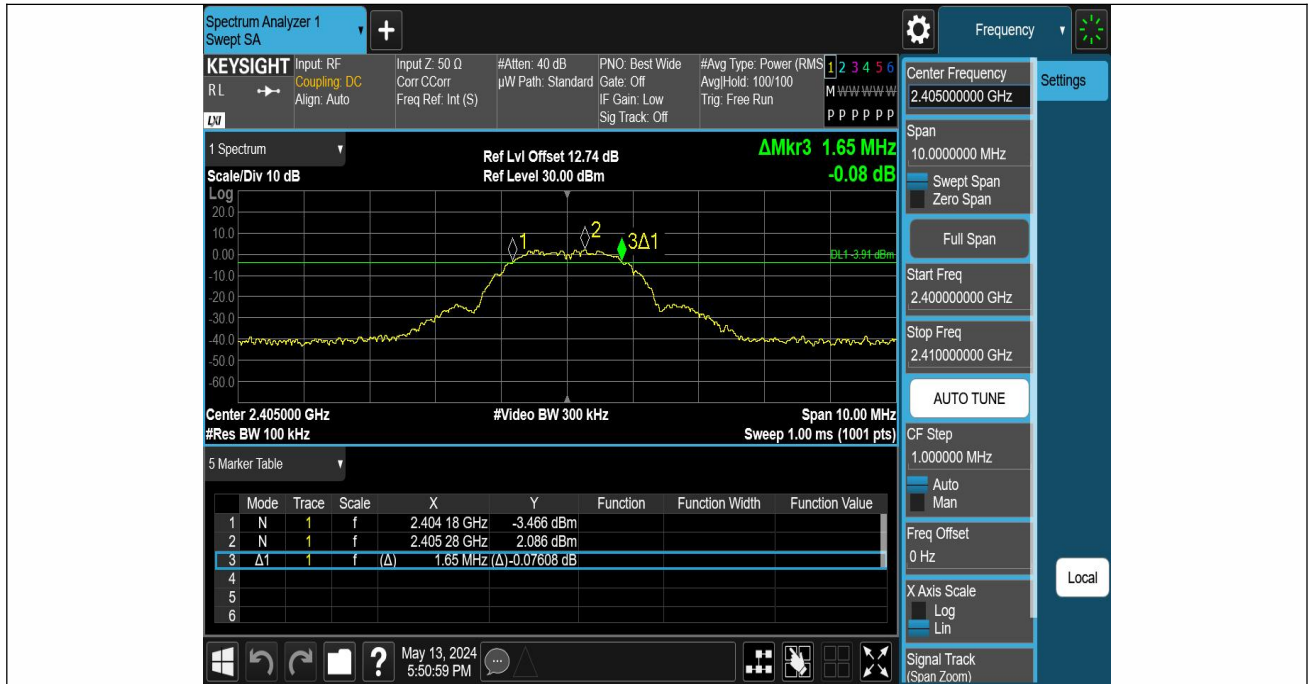 Spectrum Analyzer 1
Swept SA
+
Frequency
KEYSIGHT
RL
LXI
Input: RF
Coupling: DC
Align: Auto
Input Z: 50 Ω
Corr CCorr
Freq Ref: Int (S)
#Atten: 40 dB
µW Path: Standard
PNO: Best Wide
Gate: Off
IF Gain: Low
Sig Track: Off
#Avg Type: Power (RMS
Avg|Hold: 100/100
Trig: Free Run
1 2 3 4 5 6
M W W W W W
P P P P P P
1 Spectrum
Scale/Div 10 dB
Ref Lvl Offset 12.74 dB
Ref Level 30.00 dBm
ΔMkr3 1.65 MHz
-0.08 dB
Log
20.0
10.0
0.00
-10.0
-20.0
-30.0
-40.0
-50.0
-60.0
1
2
3Δ1
DL1 -3.91 dBm
Center 2.405000 GHz
#Video BW 300 kHz
Span 10.00 MHz
#Res BW 100 kHz
Sweep 1.00 ms (1001 pts)
5 Marker Table
Mode Trace Scale X Y Function Function Width Function Value
1 N 1 f 2.404 18 GHz -3.466 dBm
2 N 1 f 2.405 28 GHz 2.086 dBm
3 Δ1 1 f (Δ) 1.65 MHz (Δ) -0.07608 dB
4
5
6
?
May 13, 2024
5:50:59 PM
Center Frequency
2.405000000 GHz
Span
10.0000000 MHz
Swept Span
Zero Span
Full Span
Start Freq
2.400000000 GHz
Stop Freq
2.410000000 GHz
AUTO TUNE
CF Step
1.000000 MHz
Auto
Man
Freq Offset
0 Hz
X Axis Scale
Log
Lin
Signal Track
(Span Zoom)
Settings
Local